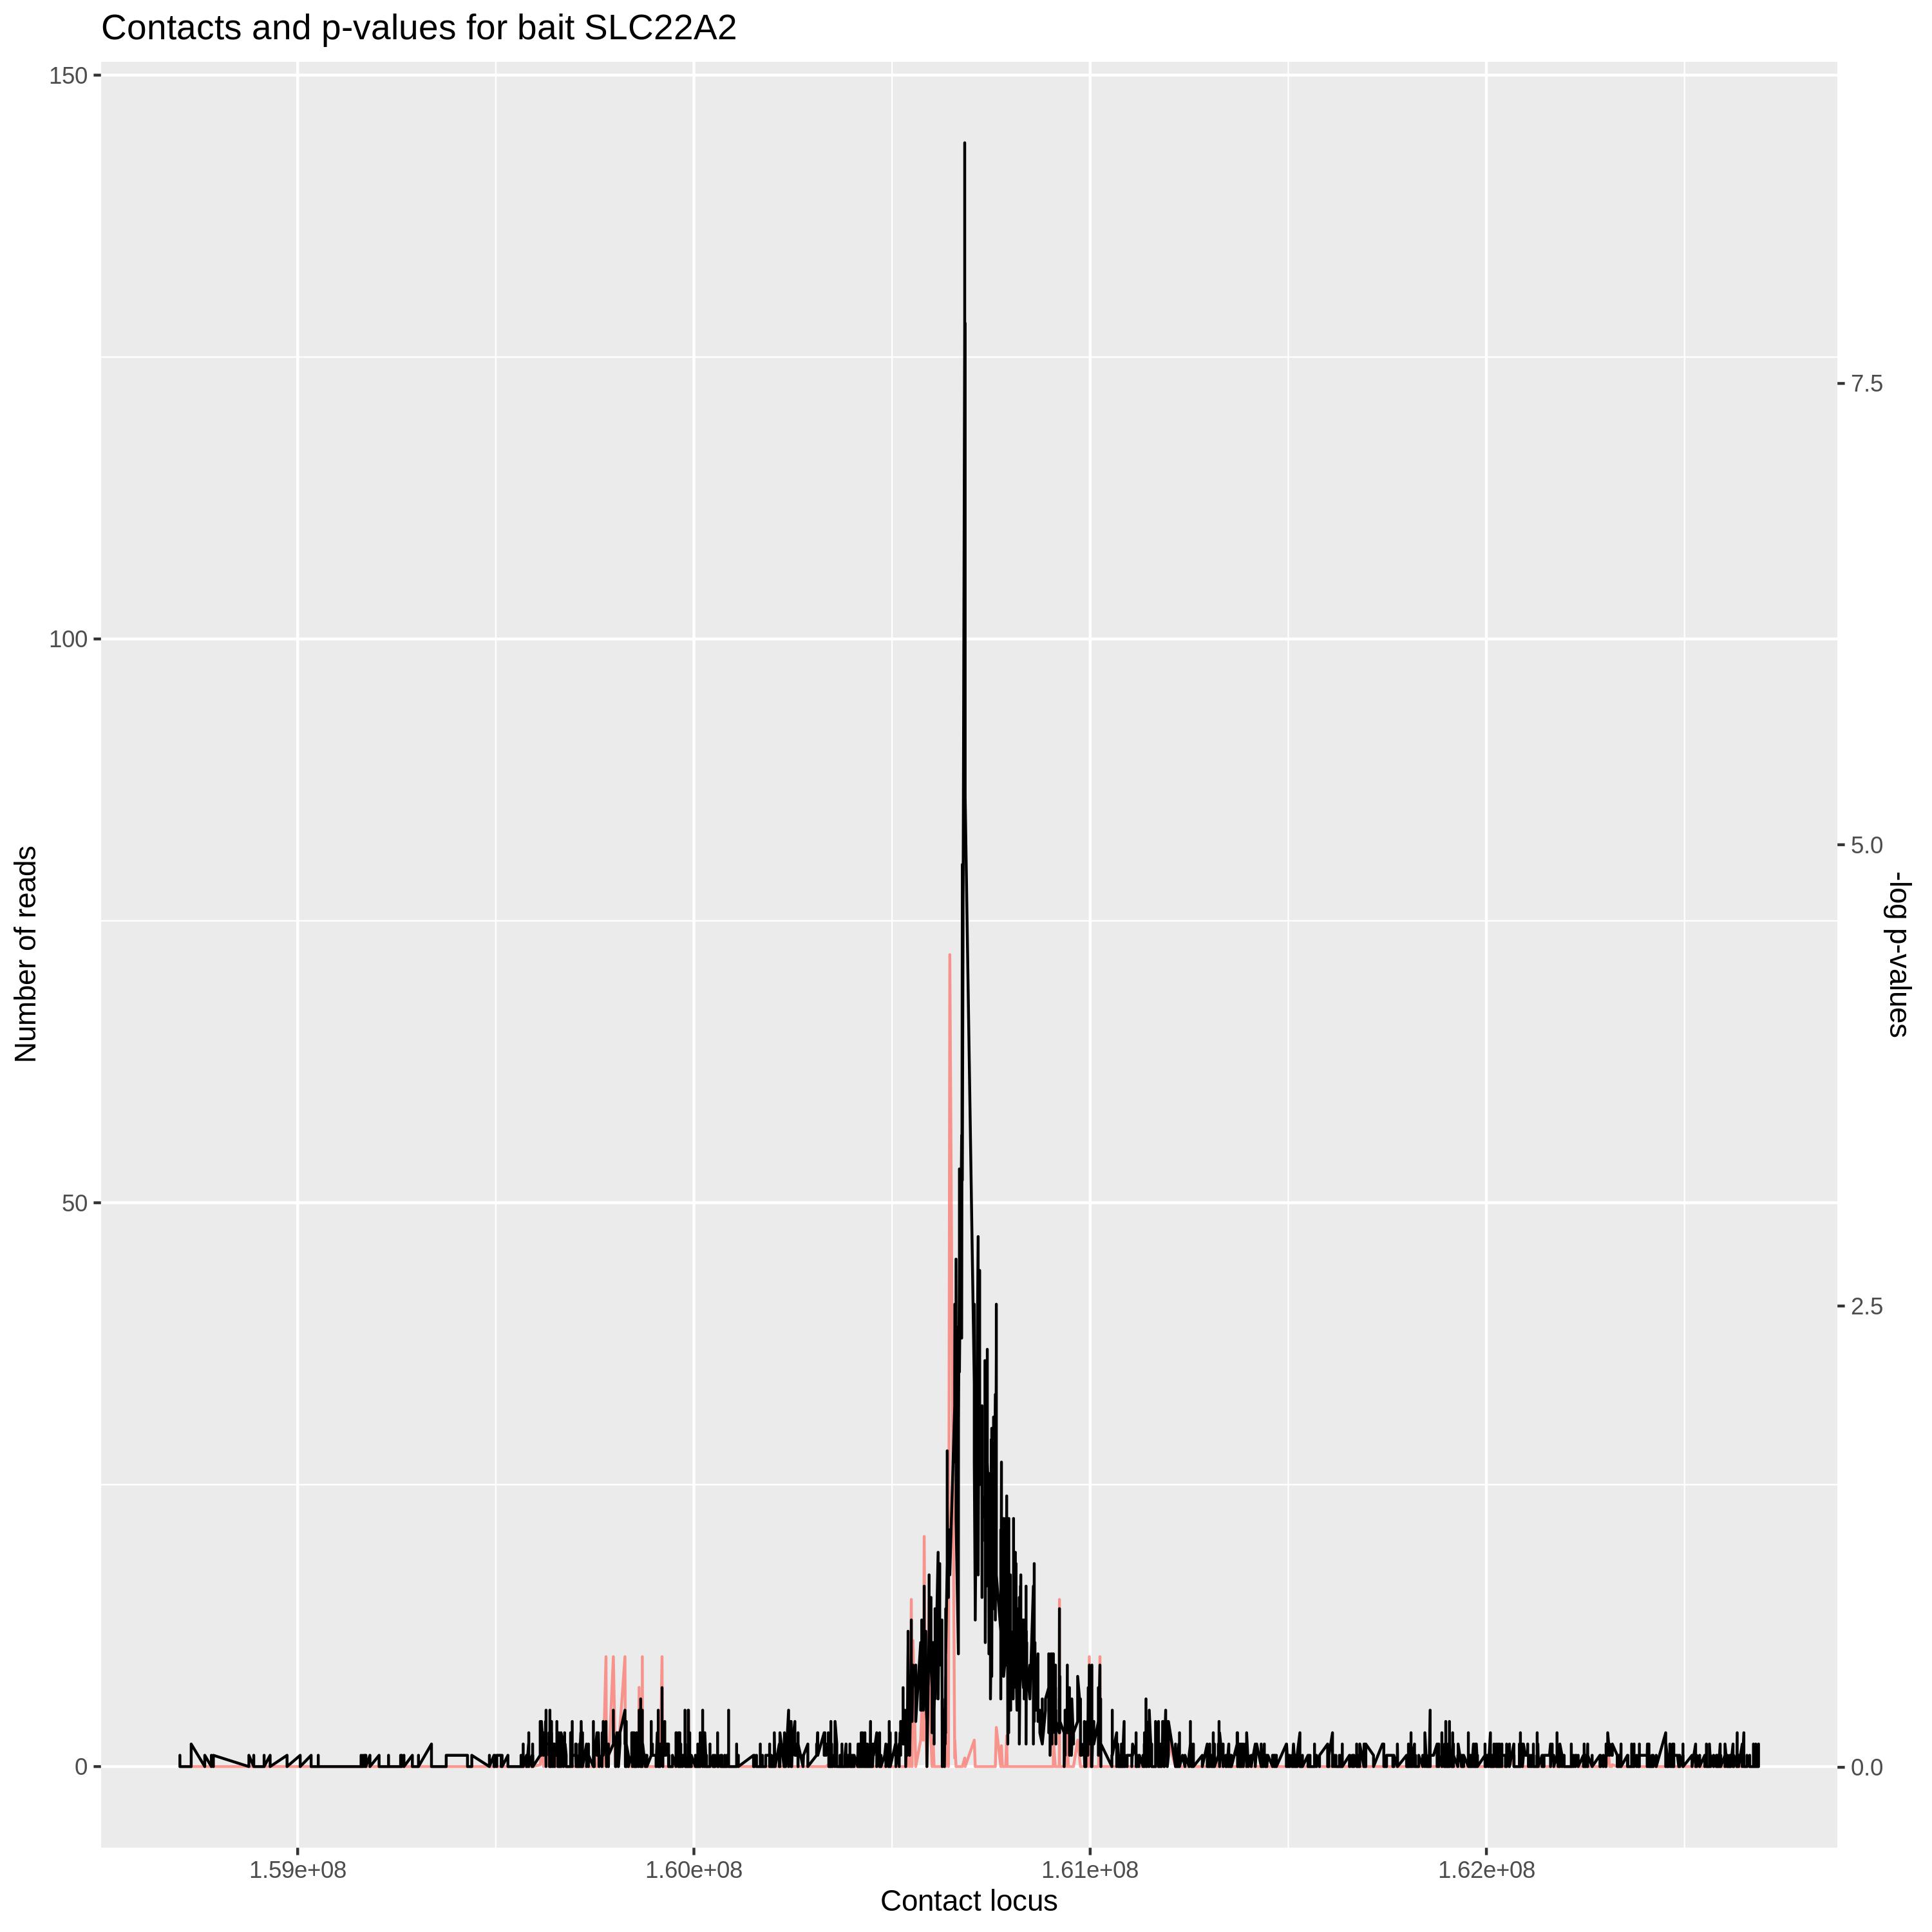 Contacts and p-values for bait SLC22A2
150
100
50
0
Number of reads
7.5
5.0
2.5
0.0
-log p-values
1.59e+08
1.60e+08
1.61e+08
1.62e+08
Contact locus